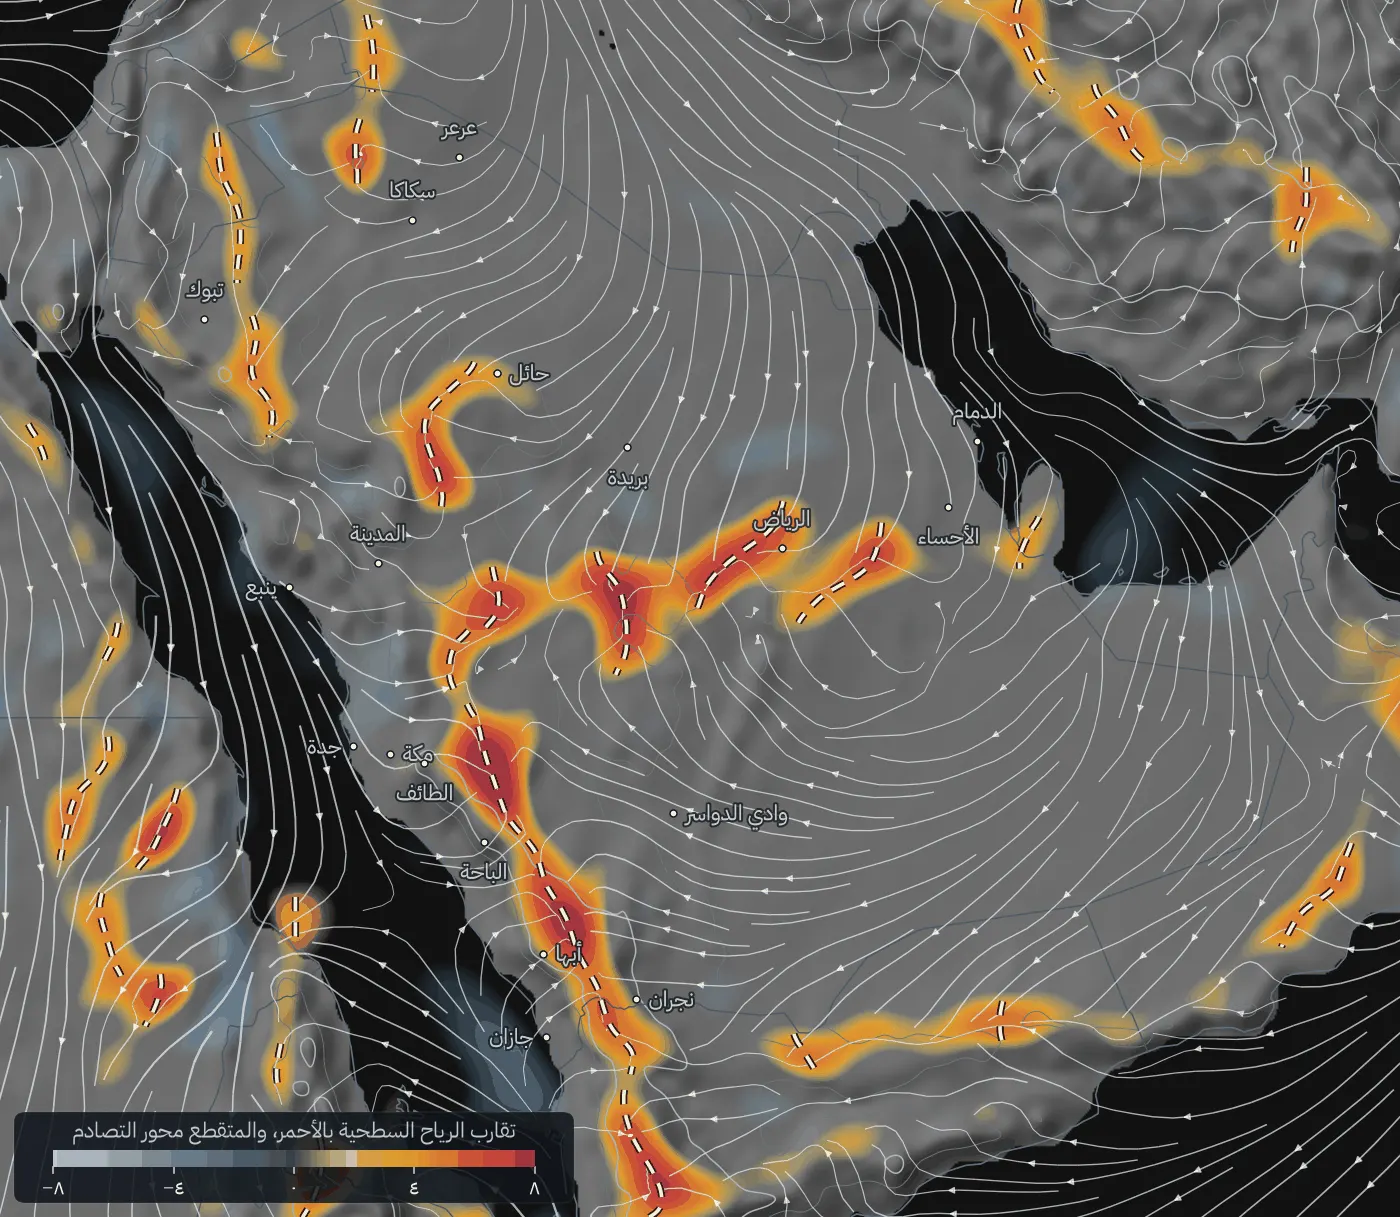 عرعر
سكاكا
تبوك
حائل
الدمام
بريدة
الرياض
الأحساء
المدينة
ينبع
جدة
مكة
الطائف
وادي الدواسر
الباحة
أبها
نجران
جازان
تقارب الرياح السطحية بالأحمر، والمتقطع محور التصادم
−٨ −٤ ٠ ٤ ٨